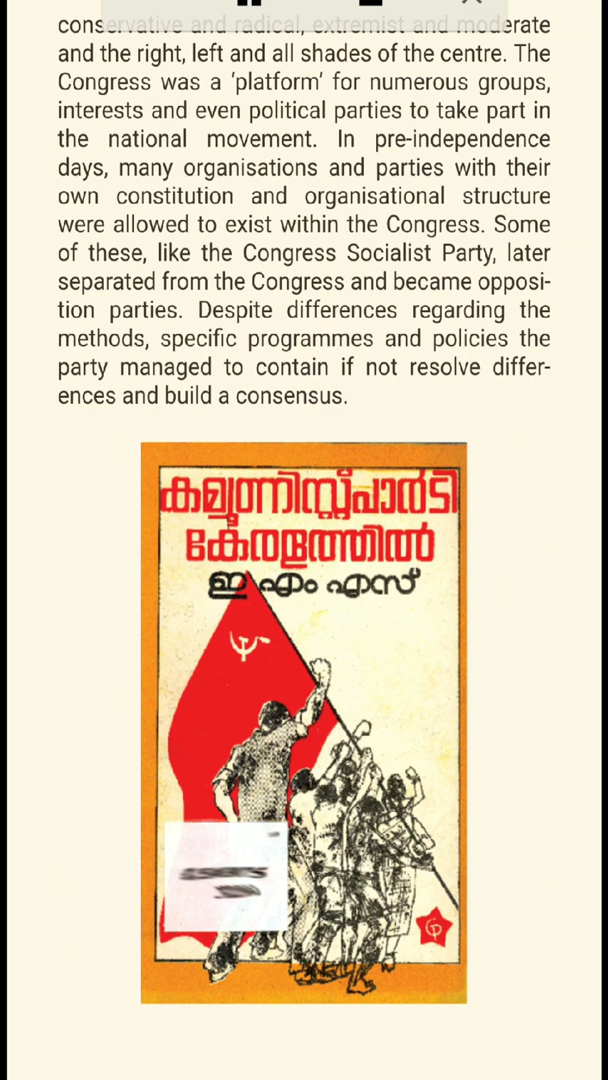 conservative and radical, extremist and moderate
and the right, left and all shades of the centre. The
Congress was a ‘platform’ for numerous groups,
interests and even political parties to take part in
the national movement. In pre-independence
days, many organisations and parties with their
own constitution and organisational structure
were allowed to exist within the Congress. Some
of these, like the Congress Socialist Party, later
separated from the Congress and became opposi-
tion parties. Despite differences regarding the
methods, specific programmes and policies the
party managed to contain if not resolve differ-
ences and build a consensus.
കമ്യൂണിസ്റ്റ്പാർടി
കേരളത്തിൽ
ഇ എം എസ്